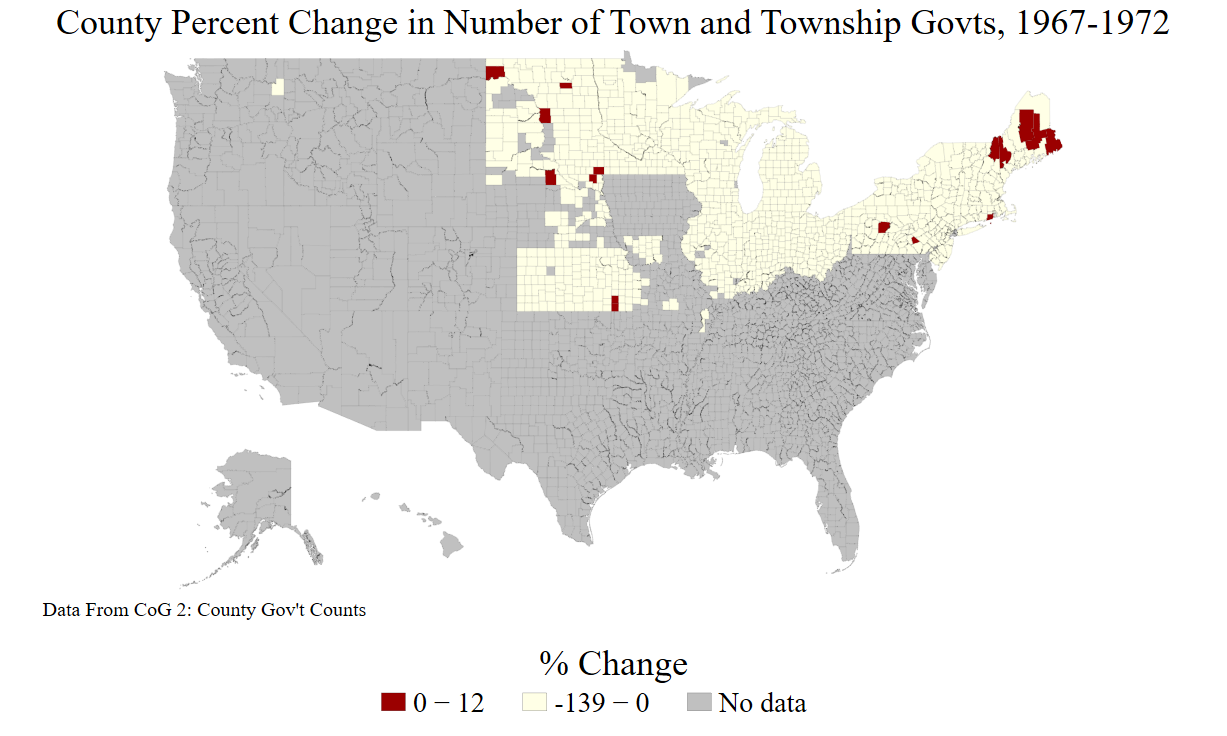 County Percent Change in Number of Town and Township Govts, 1967-1972
Data From CoG 2: County Gov't Counts
% Change
0 − 12 -139 − 0 No data